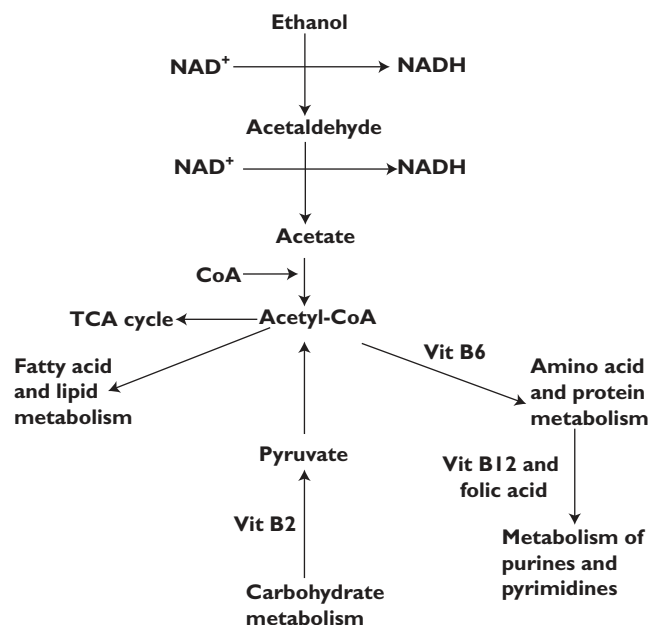 Ethanol
NAD⁺ NADH
Acetaldehyde
NAD⁺ NADH
Acetate
CoA
TCA cycle Acetyl-CoA
Fatty acid
and lipid
metabolism
Vit B6
Amino acid
and protein
metabolism
Pyruvate
Vit B12 and
folic acid
Vit B2
Metabolism of
purines and
pyrimidines
Carbohydrate
metabolism